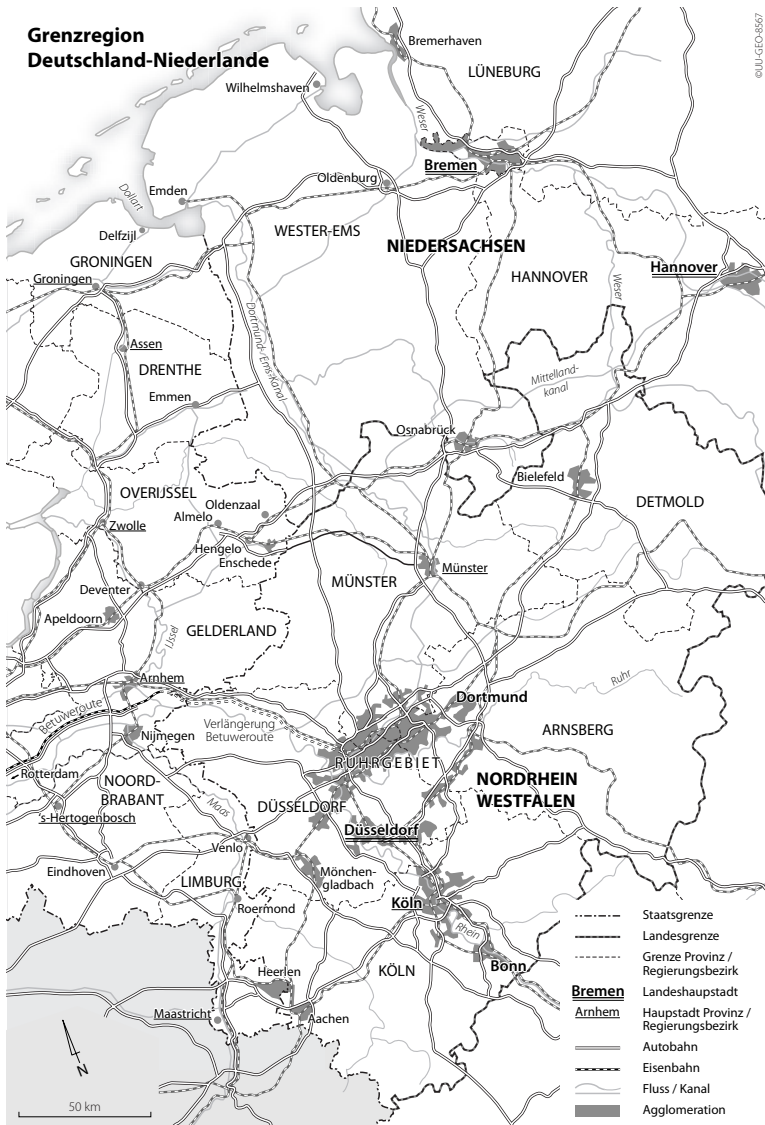 Grenzregion
Deutschland-Niederlande
©UU-GEO-8567
Bremerhaven
LÜNEBURG
Wilhelmshaven
Weser
Bremen
Oldenburg
Emden
Dollart
WESTER-EMS
NIEDERSACHSEN
Delfzijl
GRONINGEN
Groningen
HANNOVER
Hannover
Weser
Dortmund-Ems-Kanal
Assen
DRENTHE
Mittelland-
kanal
Emmen
Osnabrück
Bielefeld
OVERIJSSEL
Oldenzaal
Almelo
DETMOLD
Zwolle
Hengelo
Enschede
Münster
MÜNSTER
Deventer
Apeldoorn
GELDERLAND
IJssel
Arnhem
Ruhr
Dortmund
Betuweroute
Verlängerung
Betuweroute
ARNSBERG
Nijmegen
RUHRGEBIET
Rotterdam
NOORD-
BRABANT
NORDRHEIN
WESTFALEN
Maas
DÜSSELDORF
's-Hertogenbosch
Düsseldorf
Venlo
Eindhoven
Mönchen-
gladbach
LIMBURG
Köln
Roermond
Rhein
Bonn
KÖLN
Heerlen
Maastricht
Aachen
N
50 km
Staatsgrenze
Landesgrenze
Grenze Provinz /
Regierungsbezirk
Bremen Landeshaupstadt
Arnhem Haupstadt Provinz /
Regierungsbezirk
Autobahn
Eisenbahn
Fluss / Kanal
Agglomeration